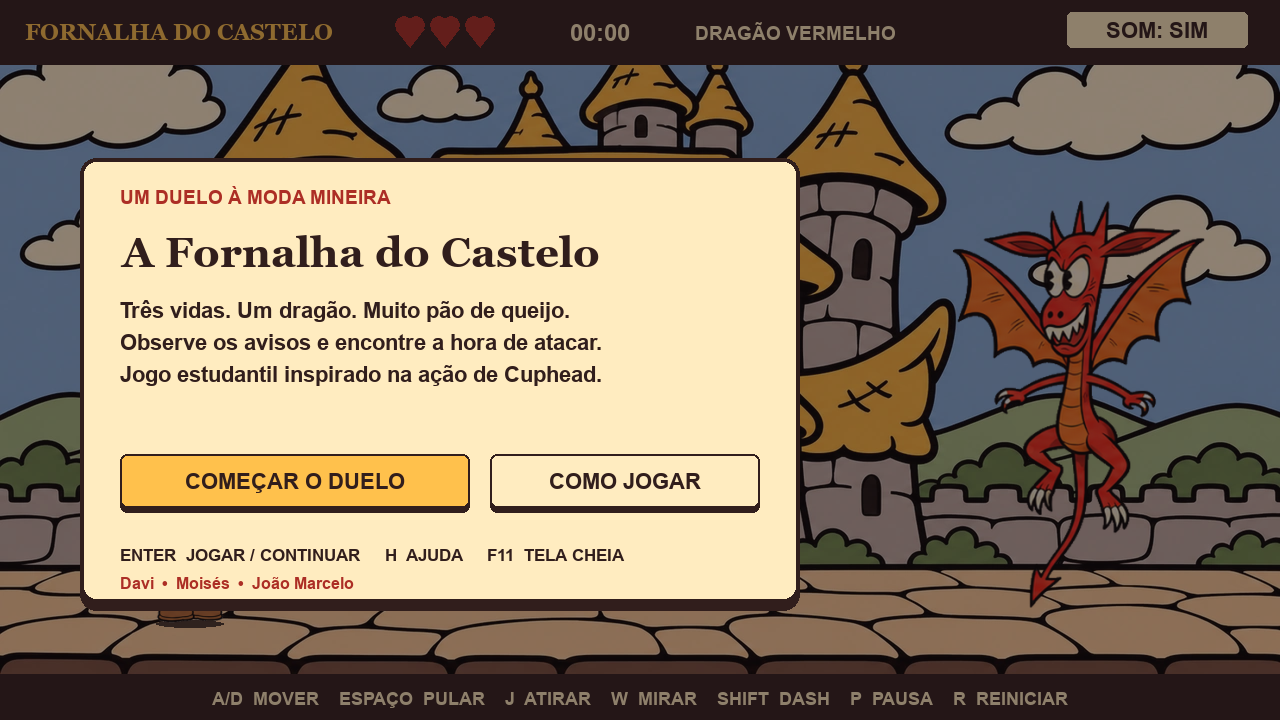 FORNALHA DO CASTELO
00:00
DRAGÃO VERMELHO
SOM: SIM
UM DUELO À MODA MINEIRA
A Fornalha do Castelo
Três vidas. Um dragão. Muito pão de queijo.
Observe os avisos e encontre a hora de atacar.
Jogo estudantil inspirado na ação de Cuphead.
COMEÇAR O DUELO
COMO JOGAR
ENTER JOGAR / CONTINUAR H AJUDA F11 TELA CHEIA
Davi • Moisés • João Marcelo
A/D MOVER ESPAÇO PULAR J ATIRAR W MIRAR SHIFT DASH P PAUSA R REINICIAR